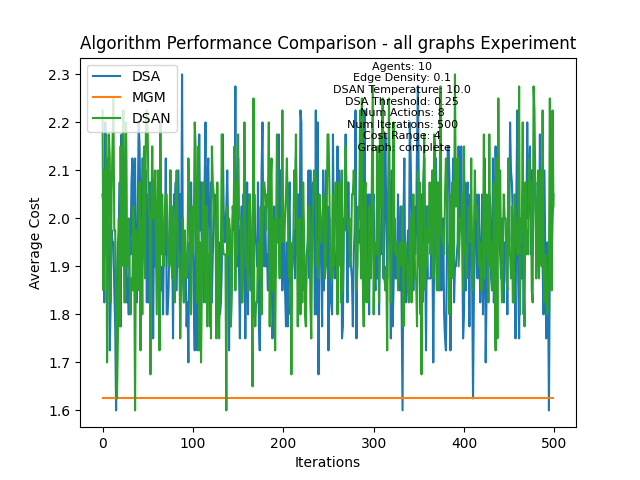 Algorithm Performance Comparison - all graphs Experiment
DSA
MGM
DSAN
Agents: 10
Edge Density: 0.1
DSAN Temperature: 10.0
DSA Threshold: 0.25
Num Actions: 8
Num Iterations: 500
Cost Range: 4
Graph: complete
2.3
2.2
2.1
2.0
1.9
1.8
1.7
1.6
Average Cost
0
100
200
300
400
500
Iterations